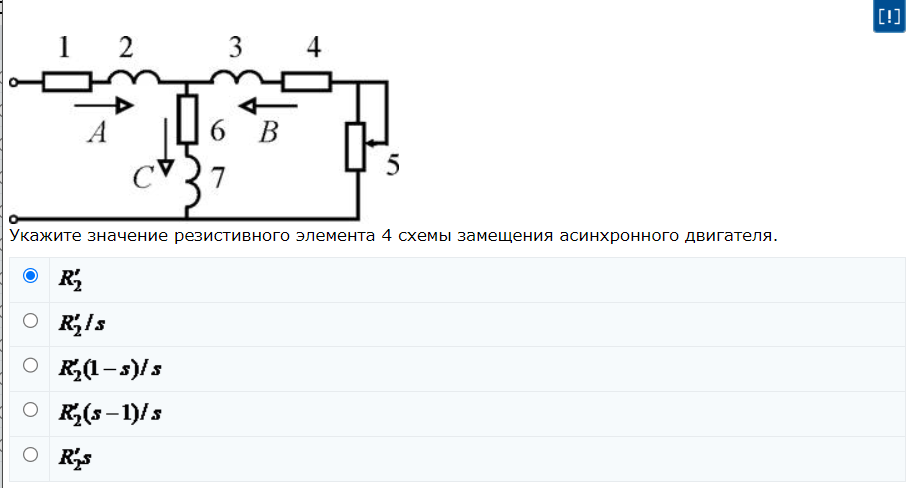 [!]
1 2 3 4
A 6 B
C 7 5
Укажите значение резистивного элемента 4 схемы замещения асинхронного двигателя.
R′₂
R′₂/s
R′₂(1−s)/s
R′₂(s−1)/s
R′₂s